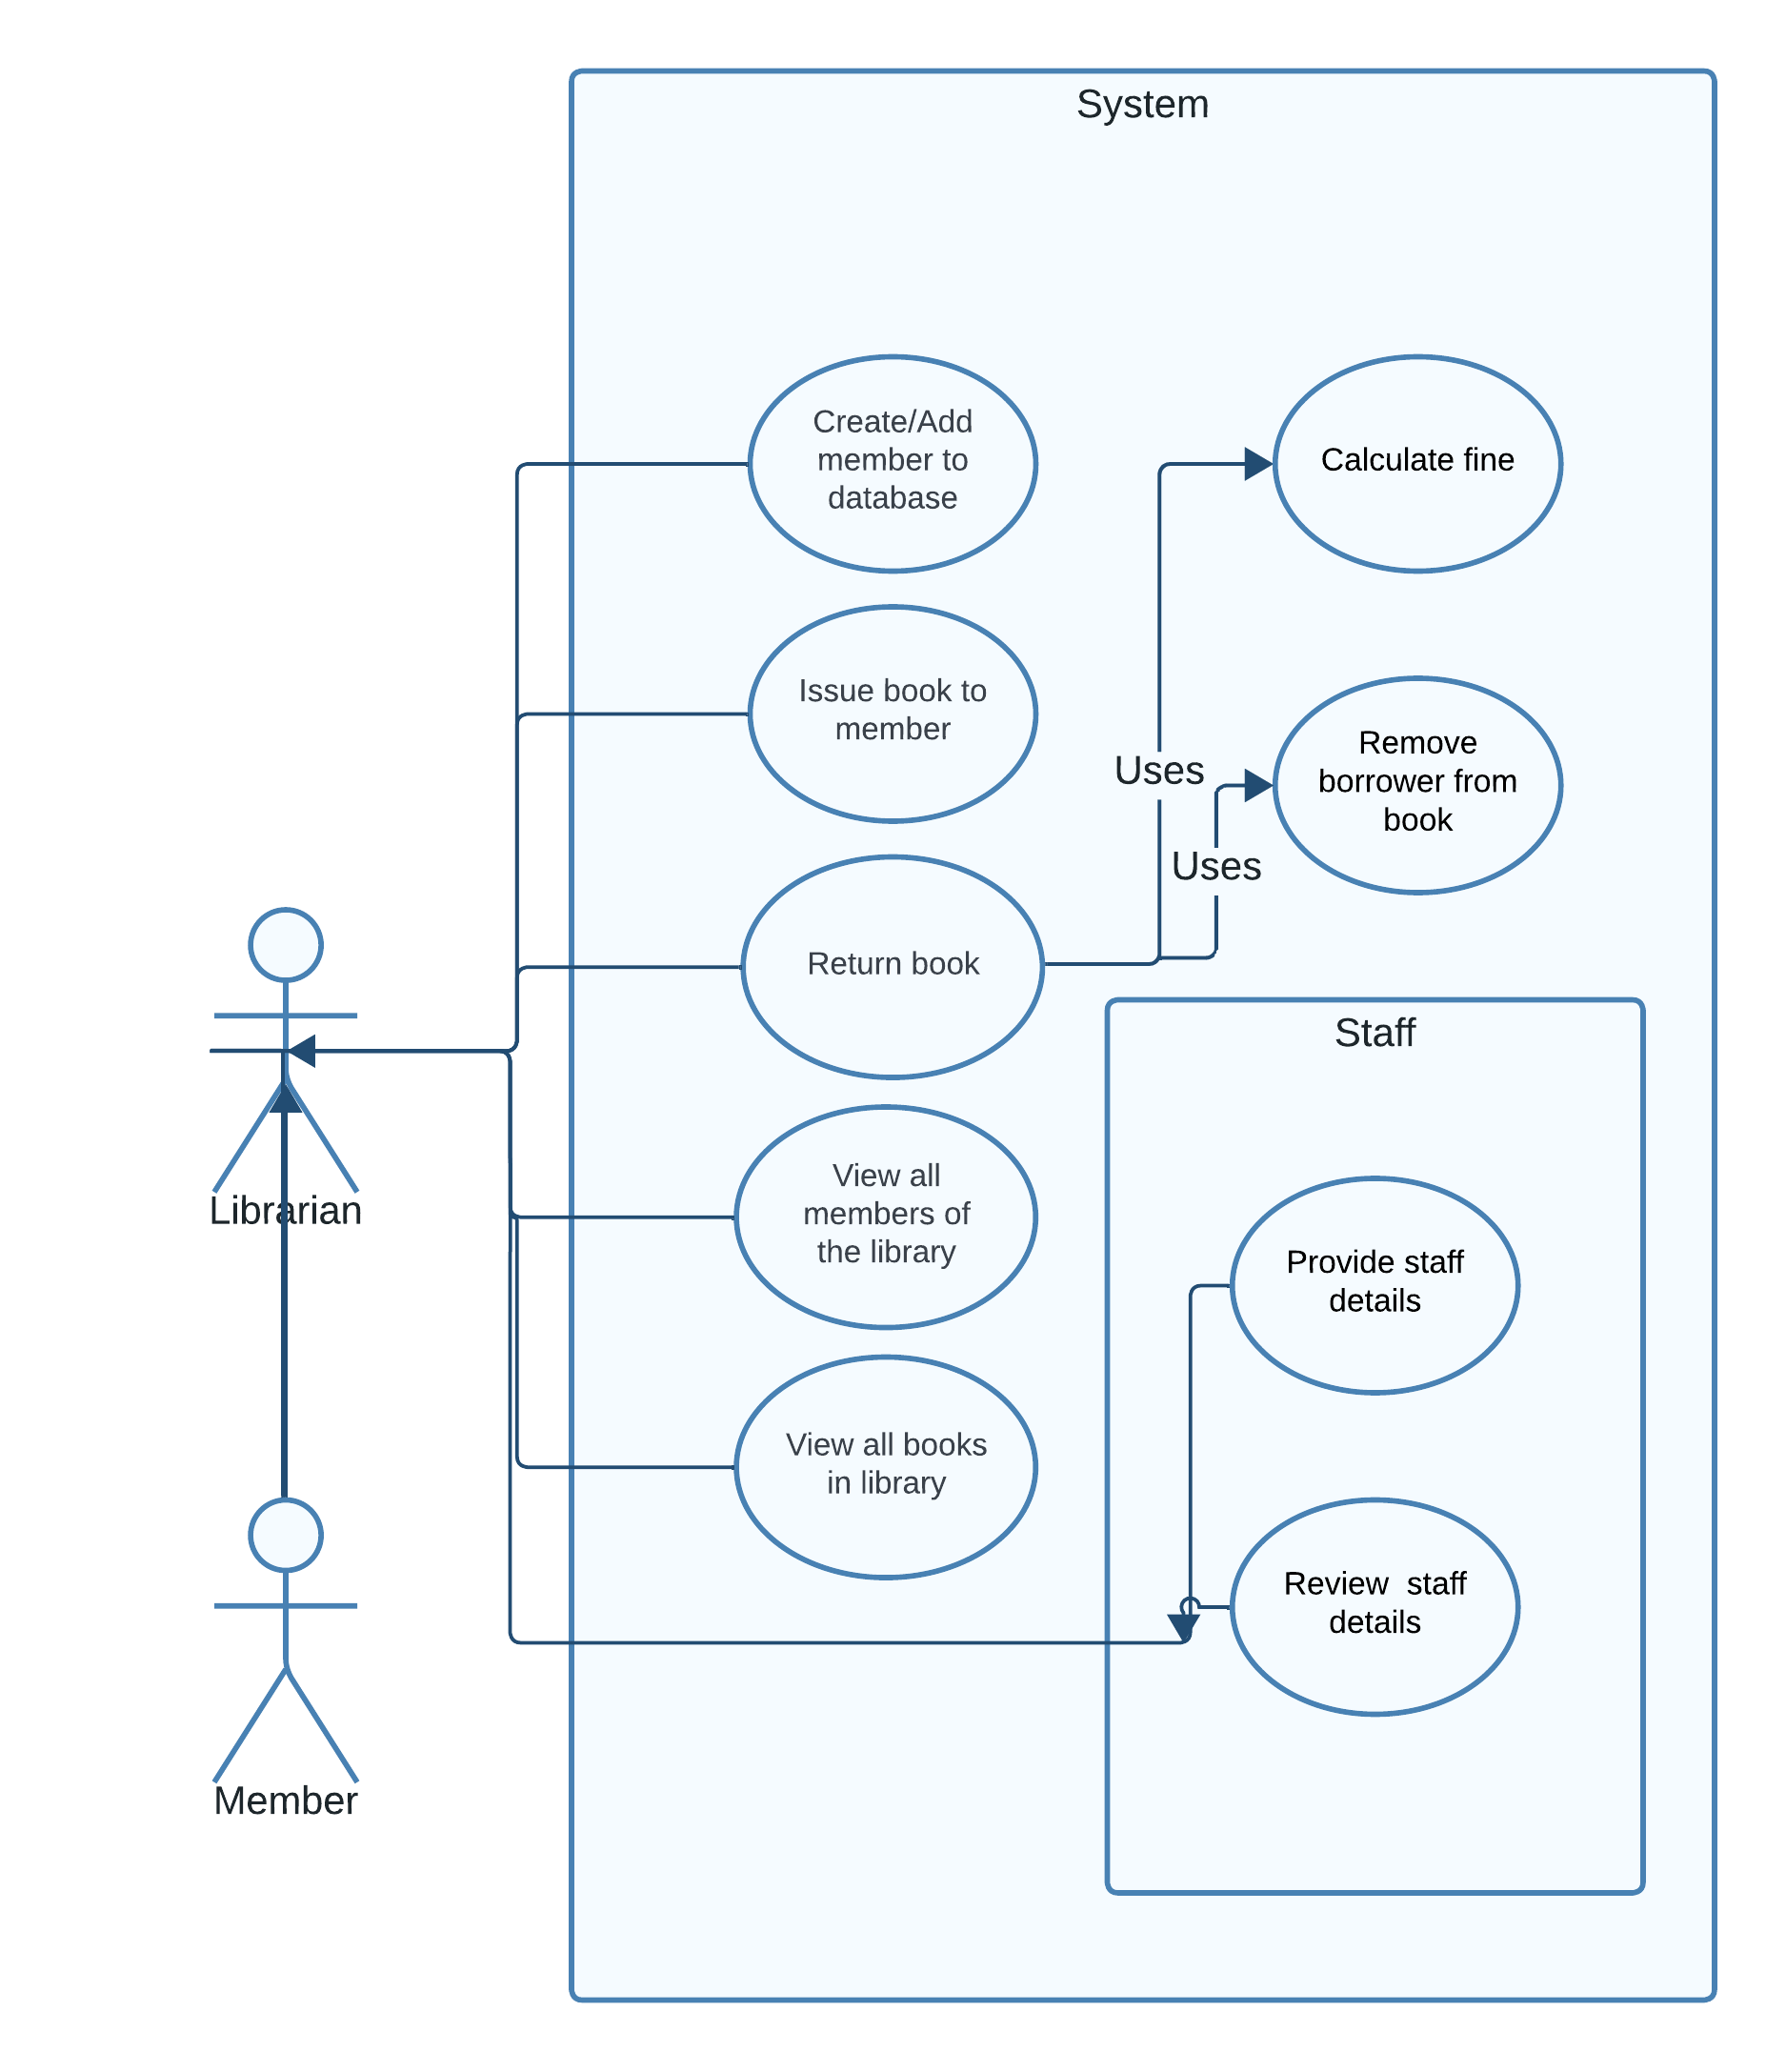 System
Create/Add
member to
database
Calculate fine
Issue book to
member
Remove
borrower from
book
Uses
Uses
Return book
Staff
Librarian
View all
members of
the library
Provide staff
details
View all books
in library
Review  staff
details
Member